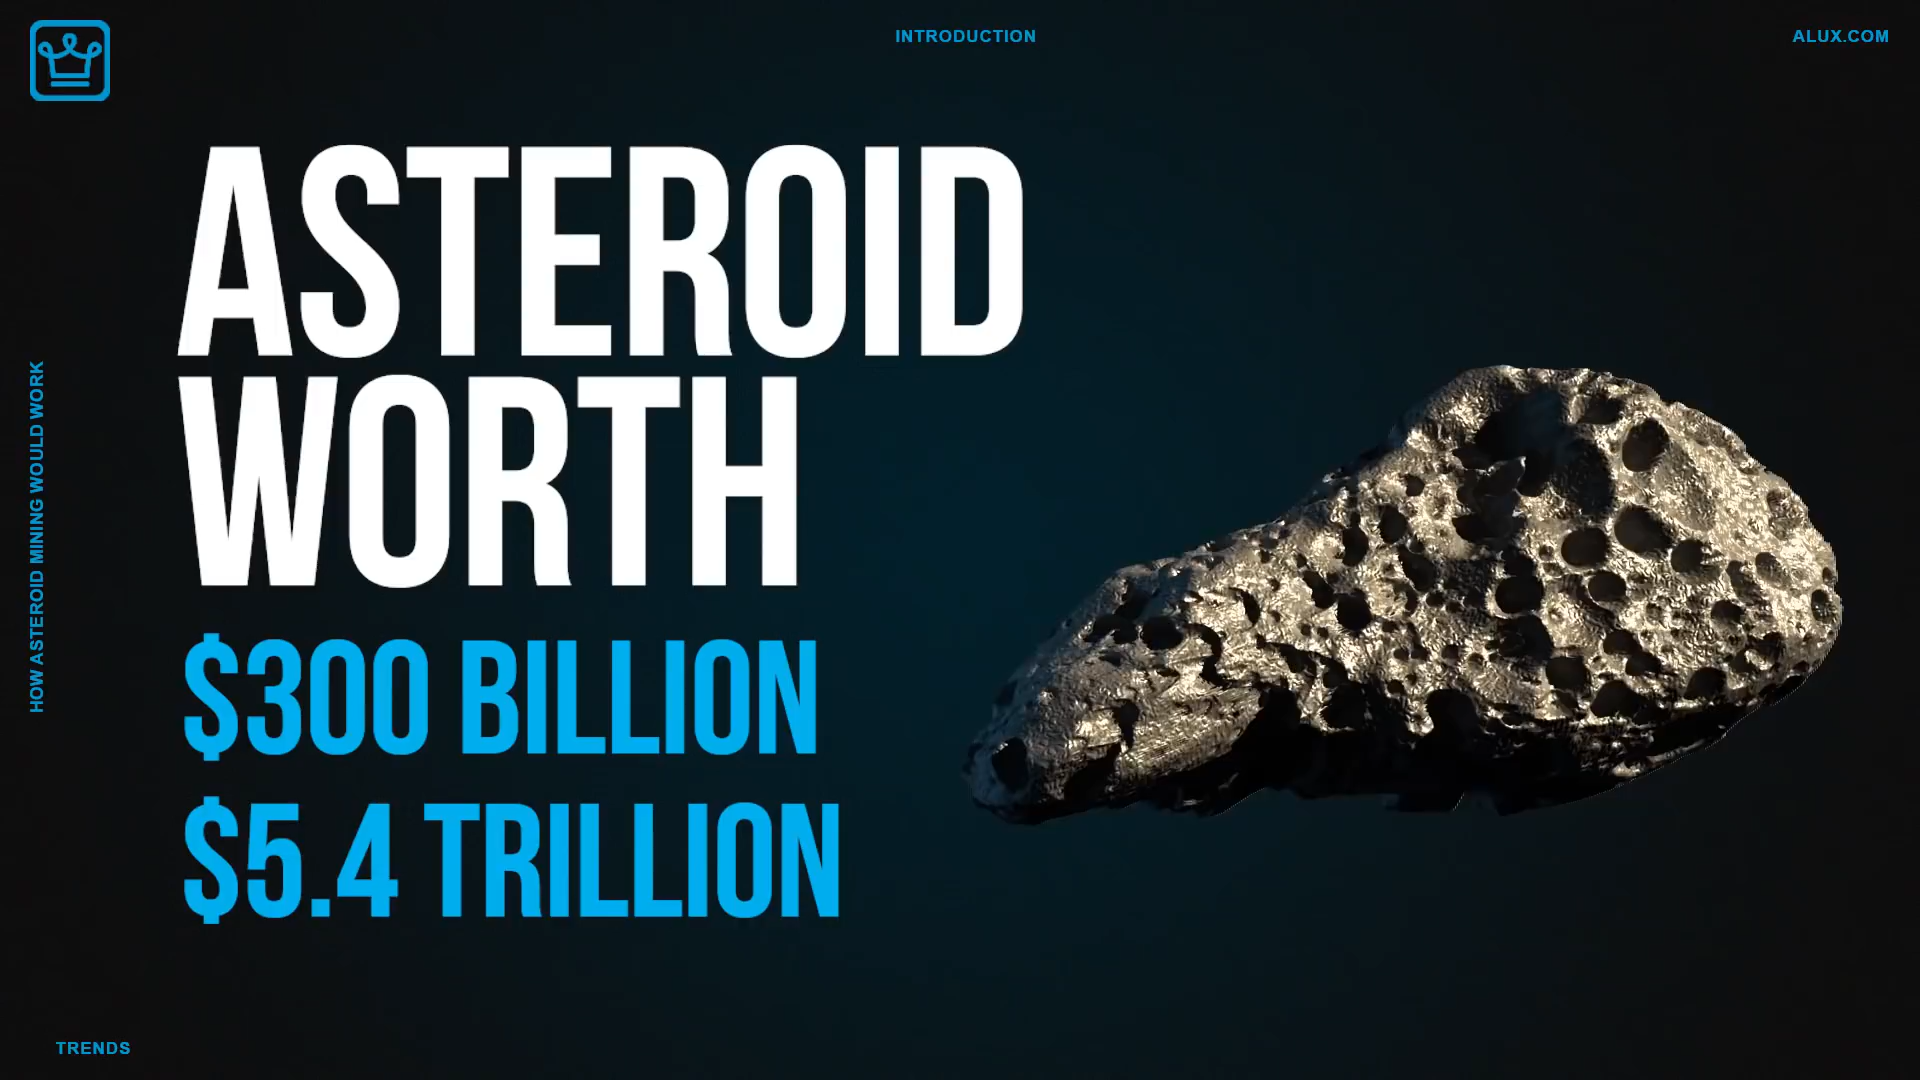 INTRODUCTION
ALUX.COM
ASTEROID
WORTH
$300 BILLION
$5.4 TRILLION
HOW ASTEROID MINING WOULD WORK
TRENDS